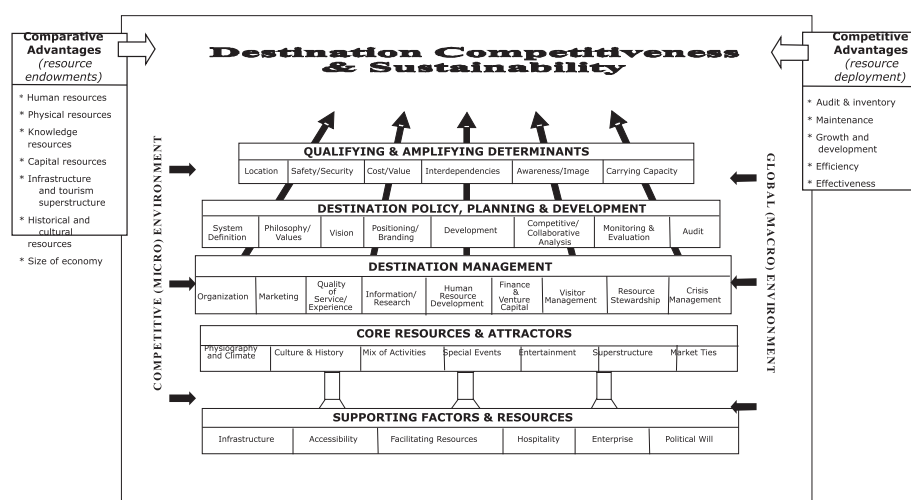 Comparative
Advantages
(resource
endowments)
* Human resources
* Physical resources
* Knowledge
resources
* Capital resources
* Infrastructure
and tourism
superstructure
* Historical and
cultural
resources
* Size of economy
Destination Competitiveness
& Sustainability
Competitive
Advantages
(resource
deployment)
* Audit & inventory
* Maintenance
* Growth and
development
* Efficiency
* Effectiveness
COMPETITIVE (MICRO) ENVIRONMENT
GLOBAL (MACRO) ENVIRONMENT
QUALIFYING & AMPLIFYING DETERMINANTS
Location
Safety/Security
Cost/Value
Interdependencies
Awareness/Image
Carrying Capacity
DESTINATION POLICY, PLANNING & DEVELOPMENT
System
Definition
Philosophy/
Values
Vision
Positioning/
Branding
Development
Competitive/
Collaborative
Analysis
Monitoring
& Evaluation
Audit
DESTINATION MANAGEMENT
Organization
Marketing
Quality
of
Service/
Experience
Information/
Research
Human
Resource
Development
Finance
&
Venture
Capital
Visitor
Management
Resource
Stewardship
Crisis
Management
CORE RESOURCES & ATTRACTORS
Physiography
and Climate
Culture & History
Mix of Activities
Special Events
Entertainment
Superstructure
Market Ties
SUPPORTING FACTORS & RESOURCES
Infrastructure
Accessibility
Facilitating Resources
Hospitality
Enterprise
Political Will